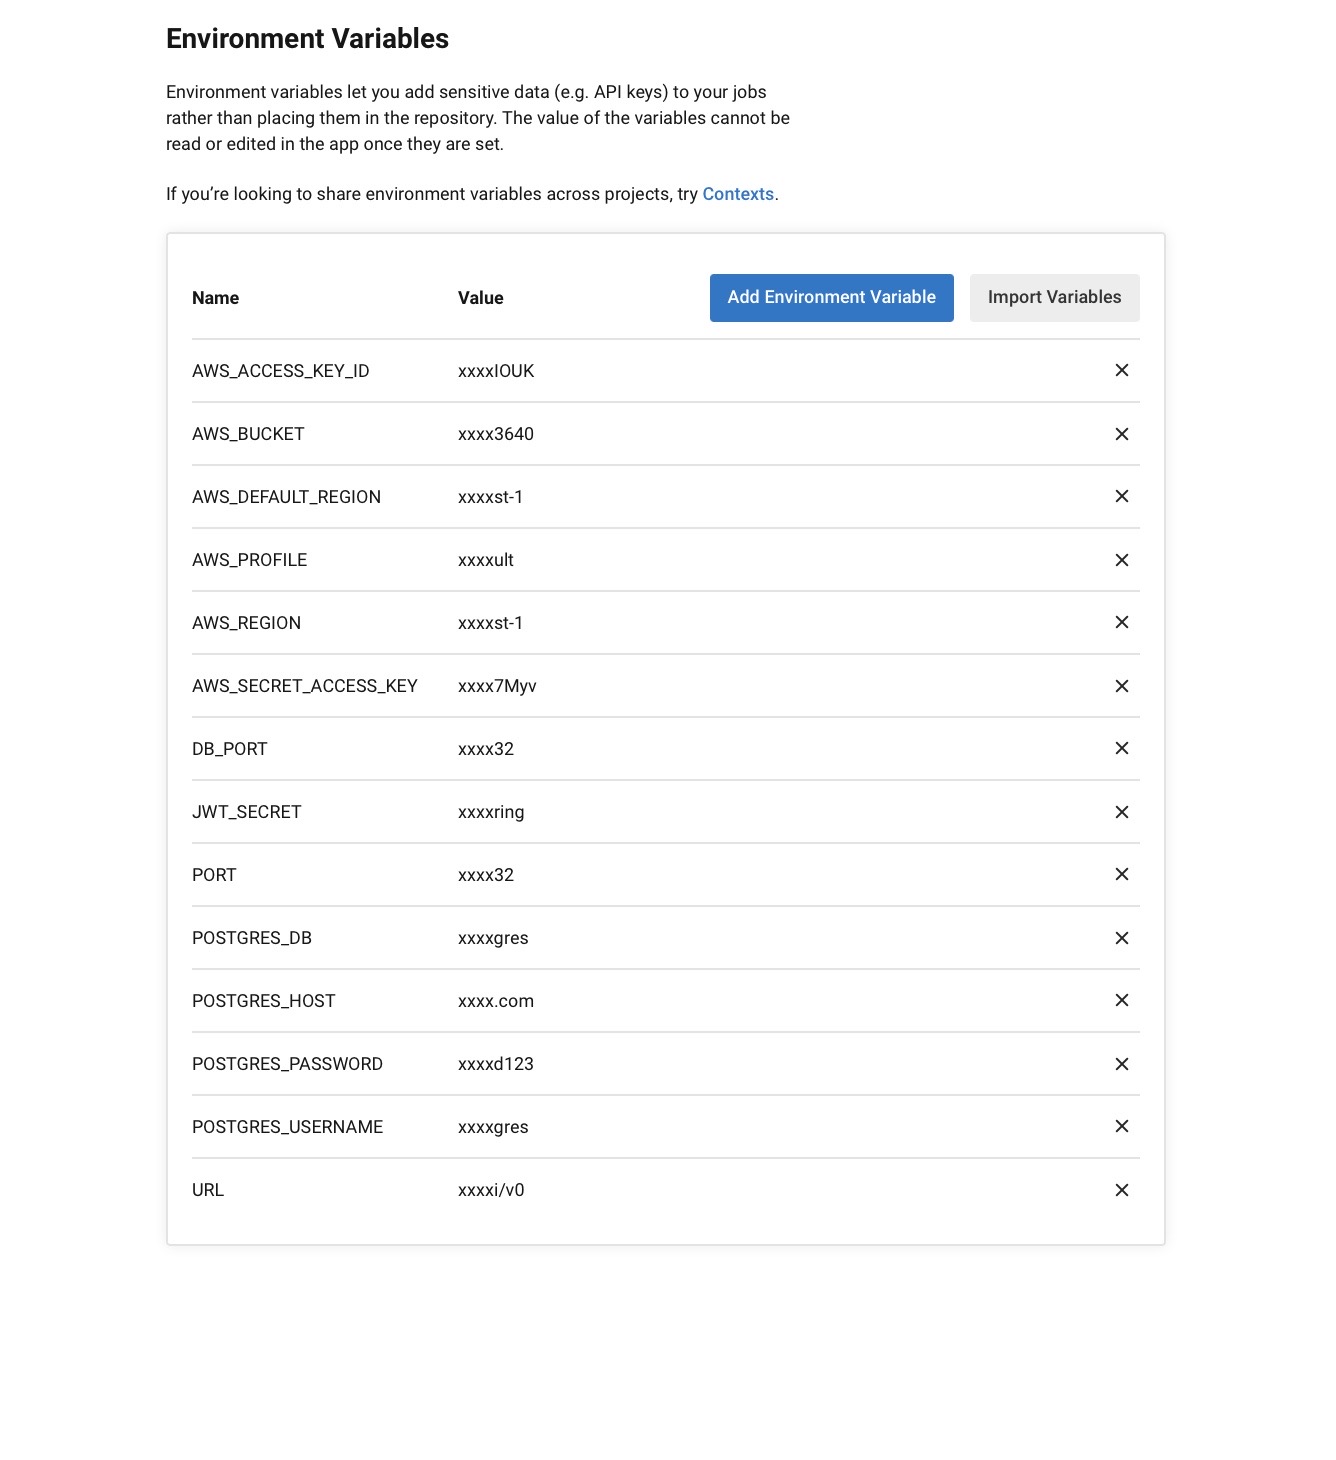 Environment Variables
Environment variables let you add sensitive data (e.g. API keys) to your jobs
rather than placing them in the repository. The value of the variables cannot be
read or edited in the app once they are set.
If you’re looking to share environment variables across projects, try Contexts.
Name Value Add Environment Variable Import Variables
AWS_ACCESS_KEY_ID xxxxIOUK
AWS_BUCKET xxxx3640
AWS_DEFAULT_REGION xxxxst-1
AWS_PROFILE xxxxult
AWS_REGION xxxxst-1
AWS_SECRET_ACCESS_KEY xxxx7Myv
DB_PORT xxxx32
JWT_SECRET xxxxring
PORT xxxx32
POSTGRES_DB xxxxgres
POSTGRES_HOST xxxx.com
POSTGRES_PASSWORD xxxxd123
POSTGRES_USERNAME xxxxgres
URL xxxxi/v0